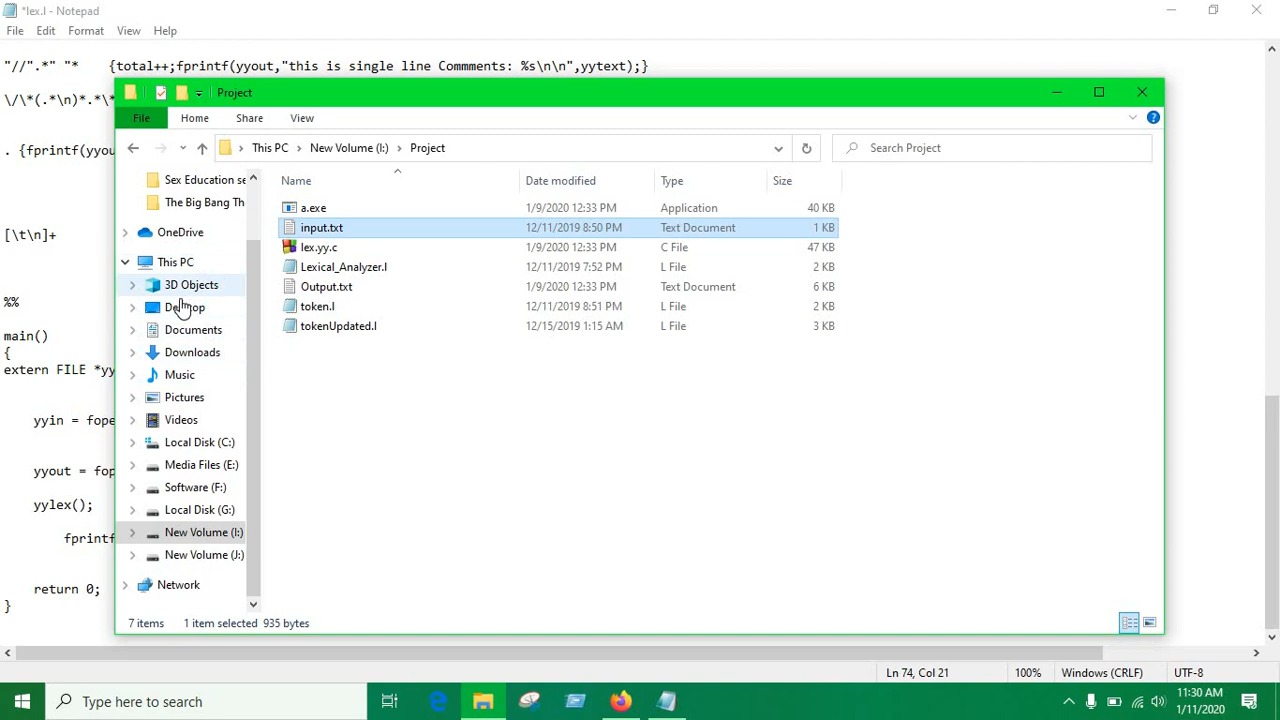 *lex.l - Notepad
File Edit Format View Help
"//".*" "* {total++;fprintf(yyout,"this is single line Commments: %s\n\n",yytext);}
\/\*(.*\n)*.*\*
. {fprintf(yyou
[\t\n]+
%%
main()
{
extern FILE *yy
yyin = fope
yyout = fop
yylex();
fprintf
return 0;
}
Project
File Home Share View
This PC New Volume (I:) Project
Search Project
Name Date modified Type Size
a.exe 1/9/2020 12:33 PM Application 40 KB
input.txt 12/11/2019 8:50 PM Text Document 1 KB
lex.yy.c 1/9/2020 12:33 PM C File 47 KB
Lexical_Analyzer.l 12/11/2019 7:52 PM L File 2 KB
Output.txt 1/9/2020 12:33 PM Text Document 6 KB
token.l 12/11/2019 8:51 PM L File 2 KB
tokenUpdated.l 12/15/2019 1:15 AM L File 3 KB
Sex Education se
The Big Bang Th
OneDrive
This PC
3D Objects
Desktop
Documents
Downloads
Music
Pictures
Videos
Local Disk (C:)
Media Files (E:)
Software (F:)
Local Disk (G:)
New Volume (I:)
New Volume (J:)
Network
7 items 1 item selected 935 bytes
Ln 74, Col 21 100% Windows (CRLF) UTF-8
Type here to search
11:30 AM
1/11/2020